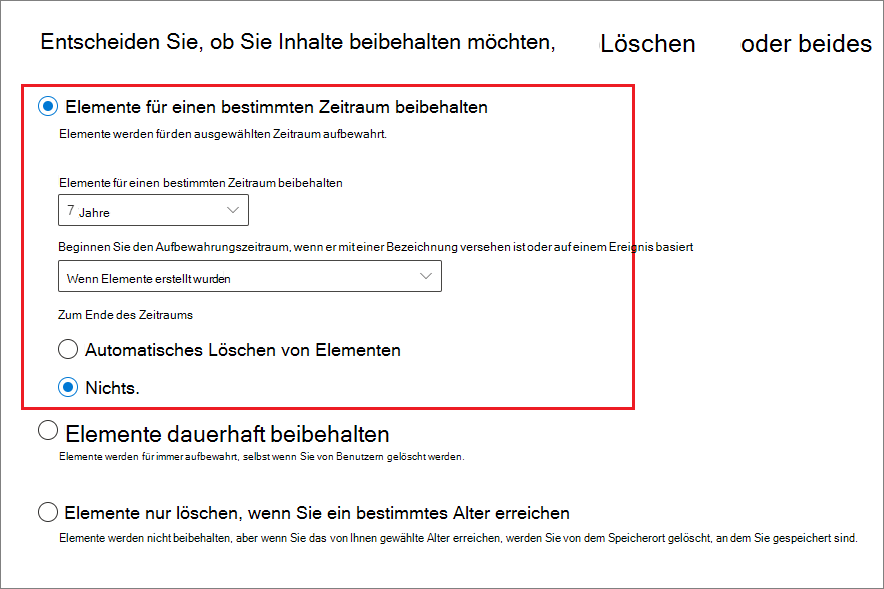 Entscheiden Sie, ob Sie Inhalte beibehalten möchten, Löschen oder beides
Elemente für einen bestimmten Zeitraum beibehalten
Elemente werden für den ausgewählten Zeitraum aufbewahrt.
Elemente für einen bestimmten Zeitraum beibehalten
7 Jahre
Beginnen Sie den Aufbewahrungszeitraum, wenn er mit einer Bezeichnung versehen ist oder auf einem Ereignis basiert
Wenn Elemente erstellt wurden
Zum Ende des Zeitraums
Automatisches Löschen von Elementen
Nichts.
Elemente dauerhaft beibehalten
Elemente werden für immer aufbewahrt, selbst wenn Sie von Benutzern gelöscht werden.
Elemente nur löschen, wenn Sie ein bestimmtes Alter erreichen
Elemente werden nicht beibehalten, aber wenn Sie das von Ihnen gewählte Alter erreichen, werden Sie von dem Speicherort gelöscht, an dem Sie gespeichert sind.